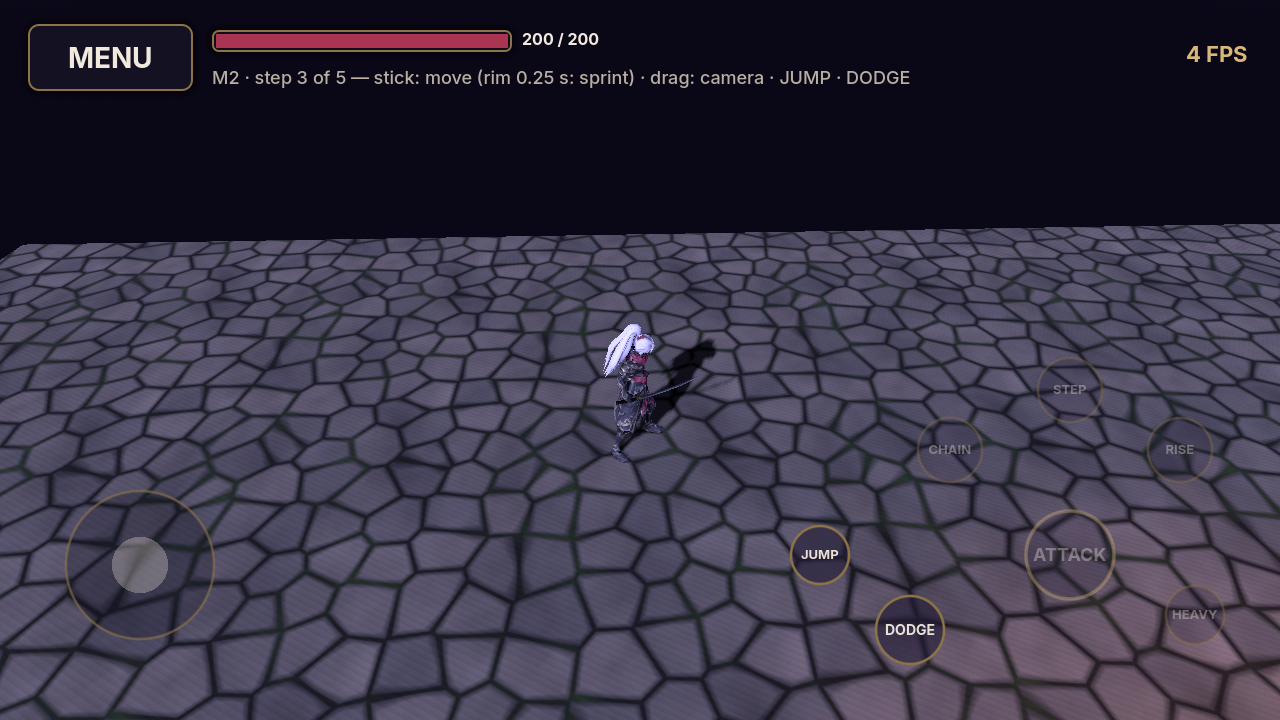 MENU
200 / 200
4 FPS
M2 · step 3 of 5 — stick: move (rim 0.25 s: sprint) · drag: camera · JUMP · DODGE
STEP
CHAIN
RISE
JUMP
ATTACK
HEAVY
DODGE